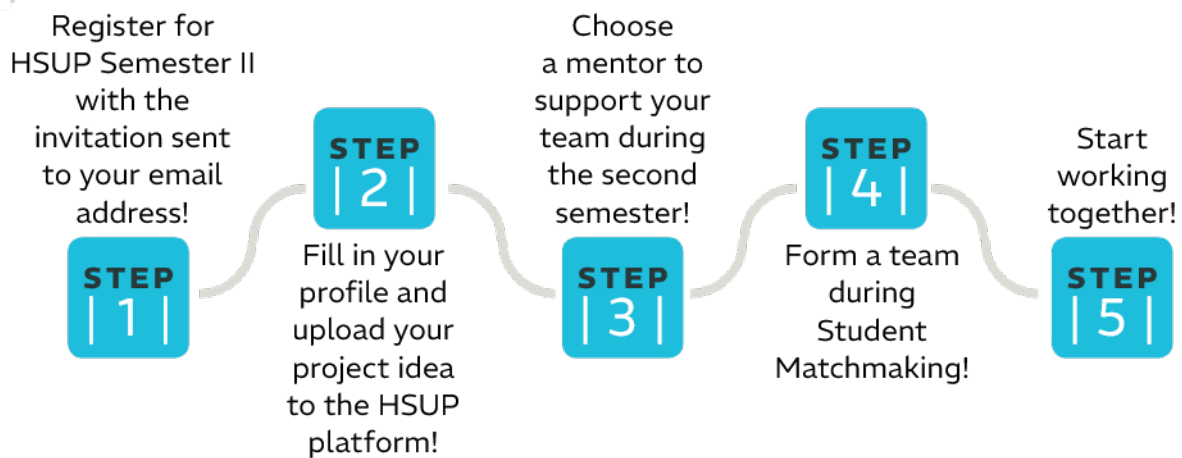 Register for
HSUP Semester II
with the
invitation sent
to your email
address!
STEP
| 1 |
STEP
| 2 |
Fill in your
profile and
upload your
project idea
to the HSUP
platform!
Choose
a mentor to
support your
team during
the second
semester!
STEP
| 3 |
STEP
| 4 |
Form a team
during
Student
Matchmaking!
Start
working
together!
STEP
| 5 |